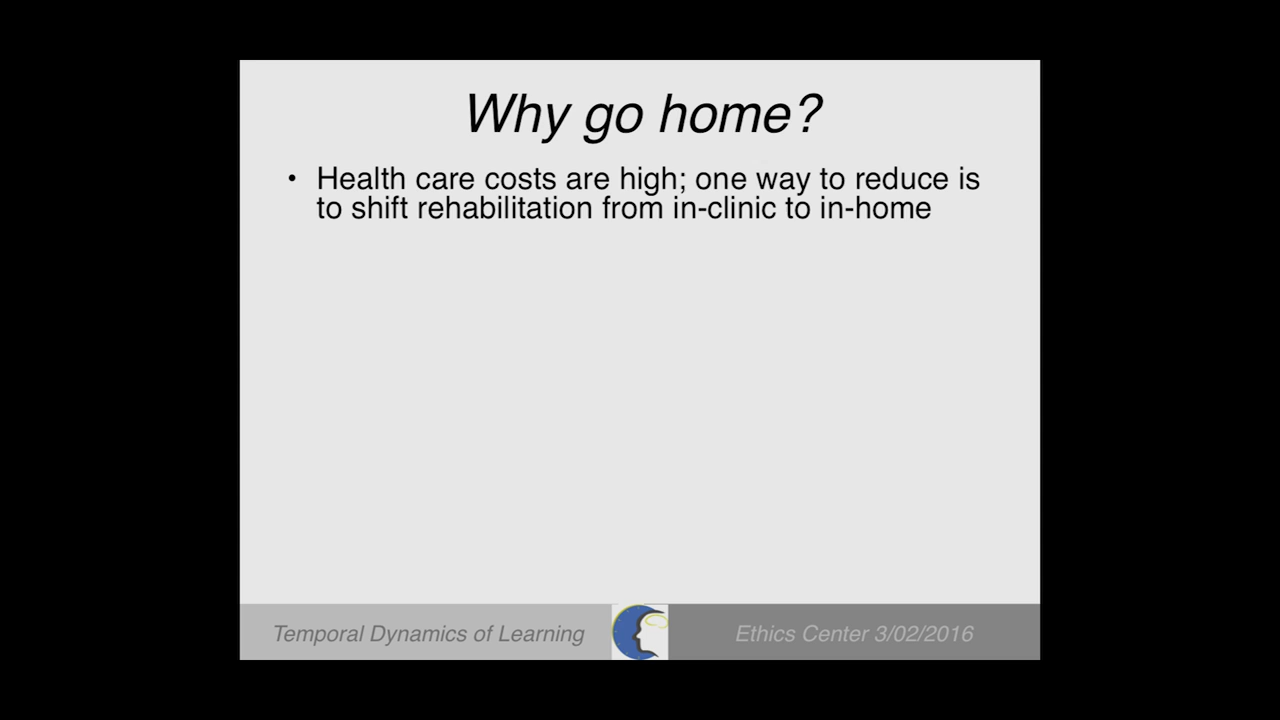 Why go home?
• Health care costs are high; one way to reduce is
to shift rehabilitation from in-clinic to in-home
Temporal Dynamics of Learning
Ethics Center 3/02/2016